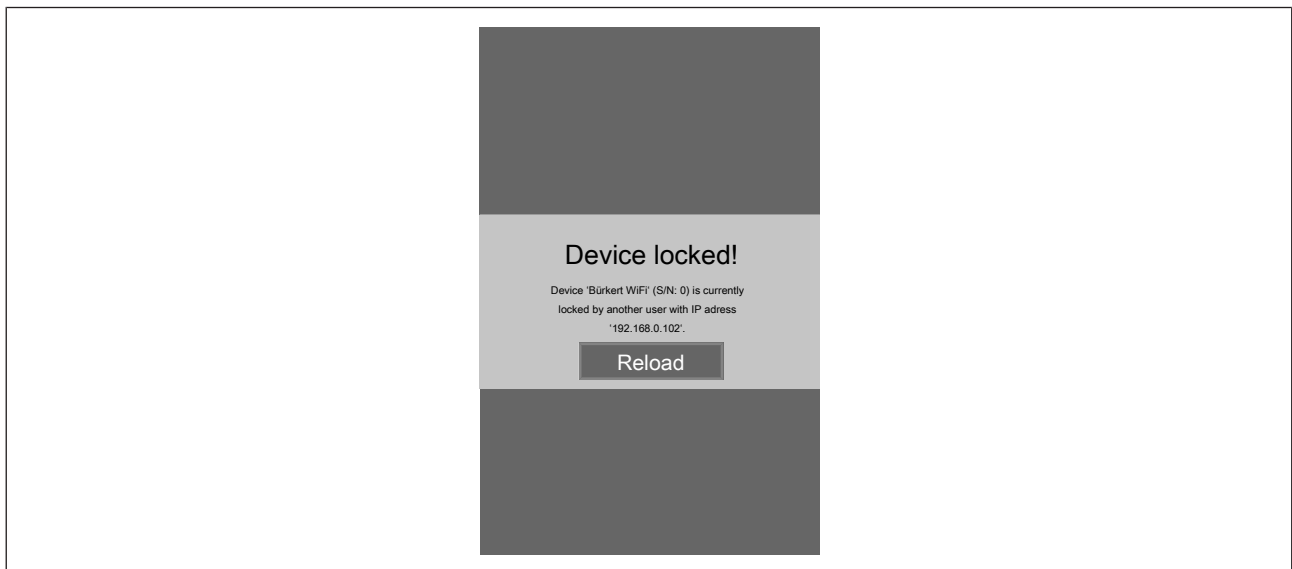 Device locked!
Device ‘Bürkert WiFi’ (S/N: 0) is currently
locked by another user with IP adress
‘192.168.0.102’.
Reload